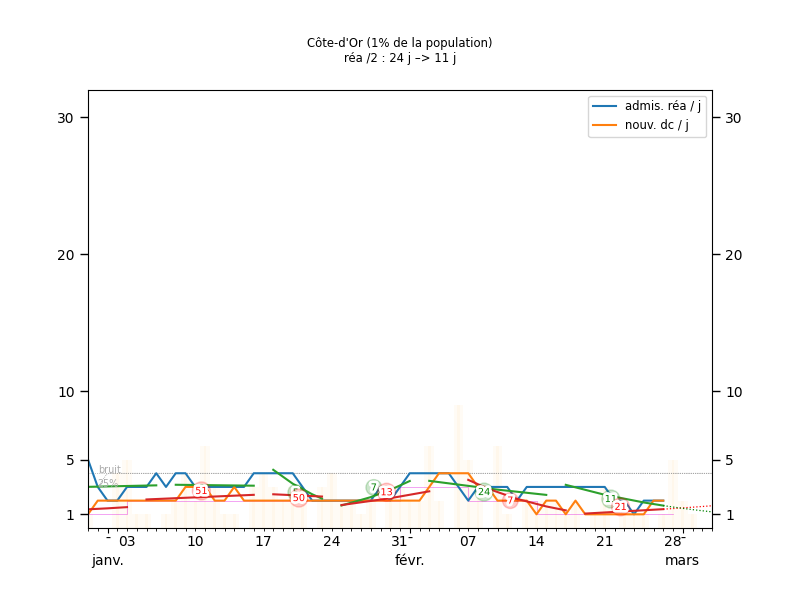 Côte-d'Or (1% de la population)
réa /2 : 24 j –> 11 j
admis. réa / j
nouv. dc / j
30 30
20 20
10 10
5 5
1 1
bruit
25%
51
50
7
13
24
7
11
21
- 03 10 17 24 31- 07 14 21 28-
janv. févr. mars